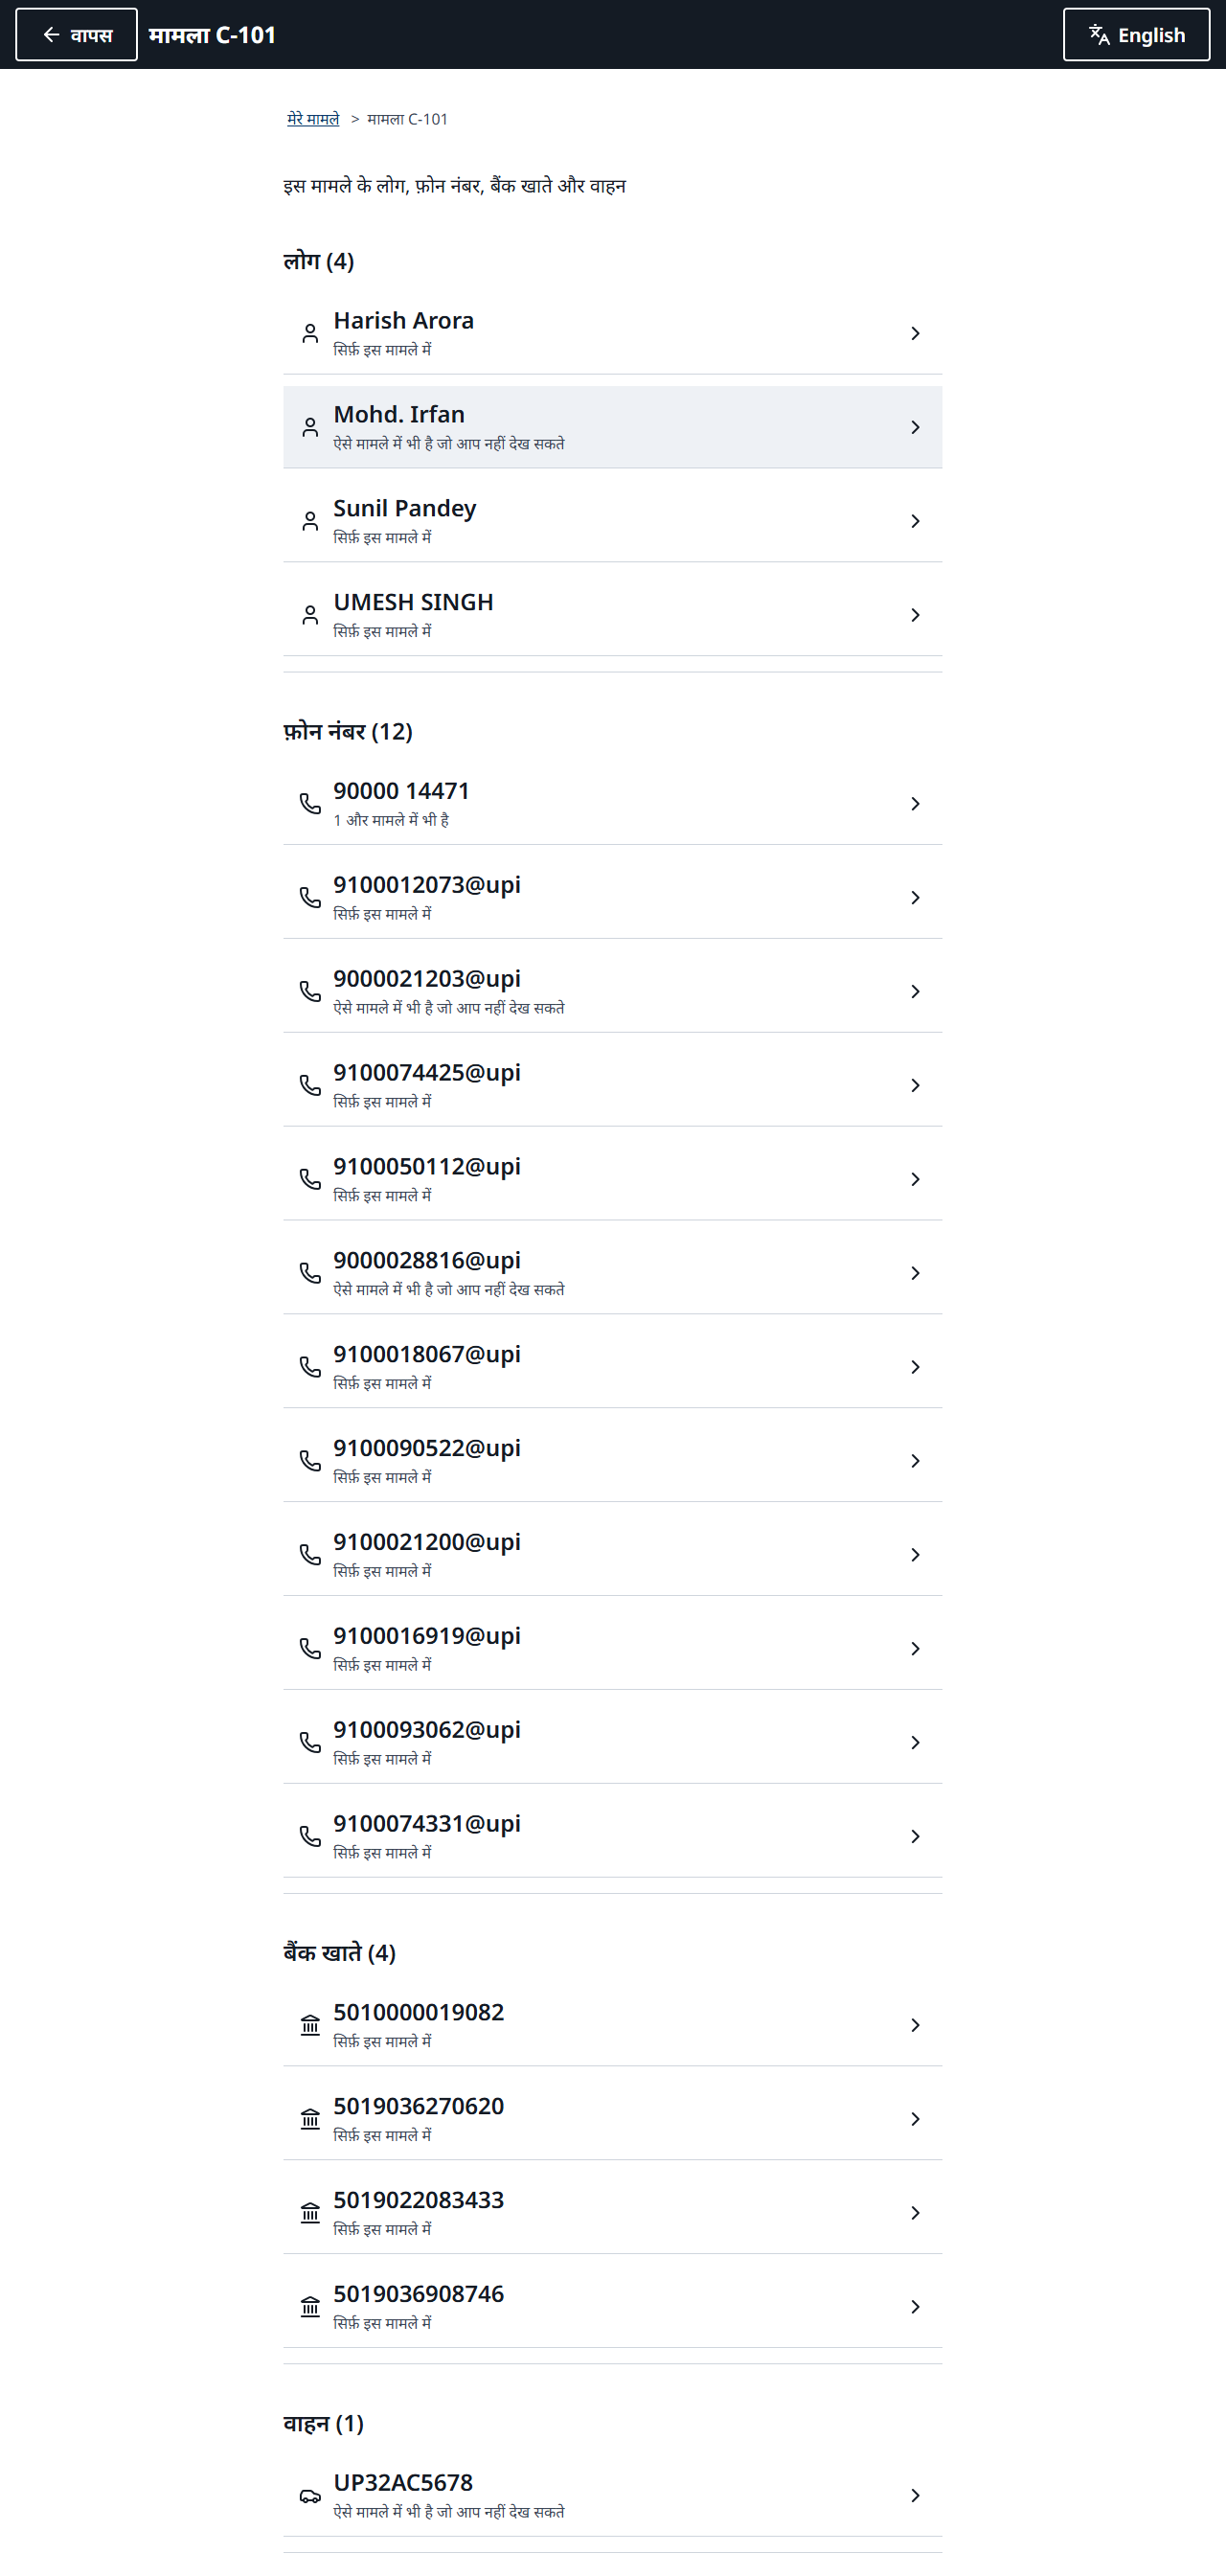 वापस
मामला C-101
English
मेरे मामले > मामला C-101
इस मामले के लोग, फ़ोन नंबर, बैंक खाते और वाहन
लोग (4)
Harish Arora
सिर्फ़ इस मामले में
Mohd. Irfan
ऐसे मामले में भी है जो आप नहीं देख सकते
Sunil Pandey
सिर्फ़ इस मामले में
UMESH SINGH
सिर्फ़ इस मामले में
फ़ोन नंबर (12)
90000 14471
1 और मामले में भी है
9100012073@upi
सिर्फ़ इस मामले में
9000021203@upi
ऐसे मामले में भी है जो आप नहीं देख सकते
9100074425@upi
सिर्फ़ इस मामले में
9100050112@upi
सिर्फ़ इस मामले में
9000028816@upi
ऐसे मामले में भी है जो आप नहीं देख सकते
9100018067@upi
सिर्फ़ इस मामले में
9100090522@upi
सिर्फ़ इस मामले में
9100021200@upi
सिर्फ़ इस मामले में
9100016919@upi
सिर्फ़ इस मामले में
9100093062@upi
सिर्फ़ इस मामले में
9100074331@upi
सिर्फ़ इस मामले में
बैंक खाते (4)
5010000019082
सिर्फ़ इस मामले में
5019036270620
सिर्फ़ इस मामले में
5019022083433
सिर्फ़ इस मामले में
5019036908746
सिर्फ़ इस मामले में
वाहन (1)
UP32AC5678
ऐसे मामले में भी है जो आप नहीं देख सकते